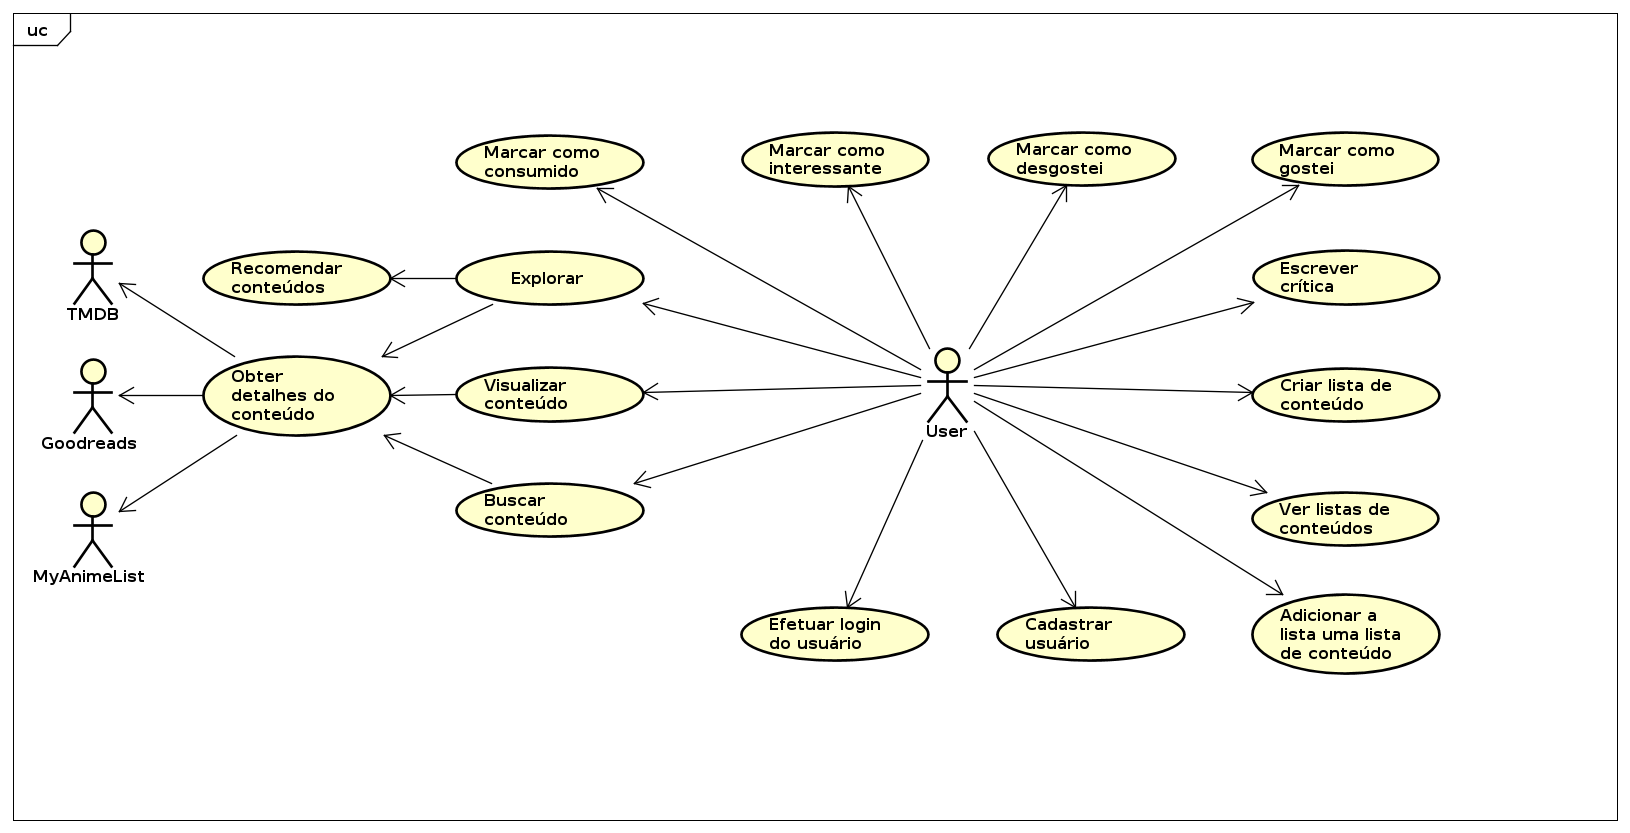 uc
Marcar como
consumido
Marcar como
interessante
Marcar como
desgostei
Marcar como
gostei
TMDB
Recomendar
conteúdos
Explorar
Escrever
crítica
Goodreads
Obter
detalhes do
conteúdo
Visualizar
conteúdo
User
Criar lista de
conteúdo
MyAnimeList
Buscar
conteúdo
Ver listas de
conteúdos
Efetuar login
do usuário
Cadastrar
usuário
Adicionar a
lista uma lista
de conteúdo